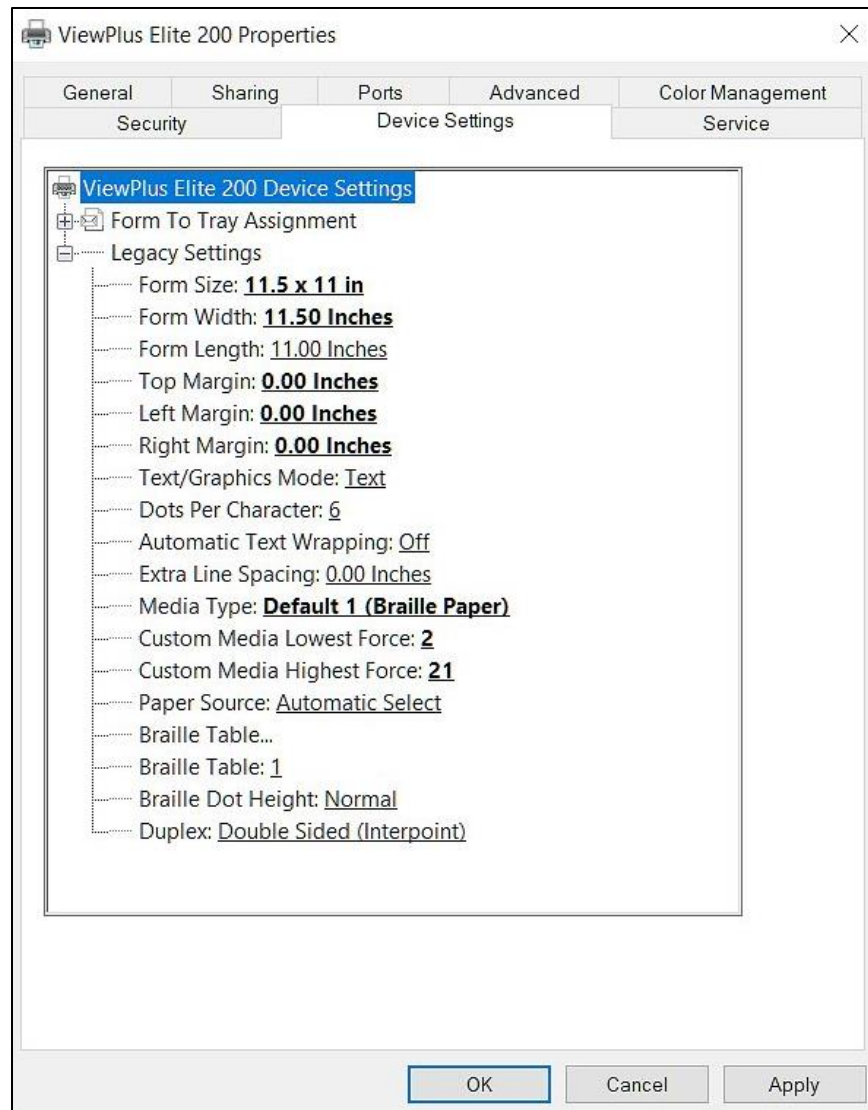 ViewPlus Elite 200 Properties
General Sharing Ports Advanced Color Management
Security Device Settings Service
ViewPlus Elite 200 Device Settings
Form To Tray Assignment
Legacy Settings
Form Size: 11.5 x 11 in
Form Width: 11.50 Inches
Form Length: 11.00 Inches
Top Margin: 0.00 Inches
Left Margin: 0.00 Inches
Right Margin: 0.00 Inches
Text/Graphics Mode: Text
Dots Per Character: 6
Automatic Text Wrapping: Off
Extra Line Spacing: 0.00 Inches
Media Type: Default 1 (Braille Paper)
Custom Media Lowest Force: 2
Custom Media Highest Force: 21
Paper Source: Automatic Select
Braille Table...
Braille Table: 1
Braille Dot Height: Normal
Duplex: Double Sided (Interpoint)
OK Cancel Apply